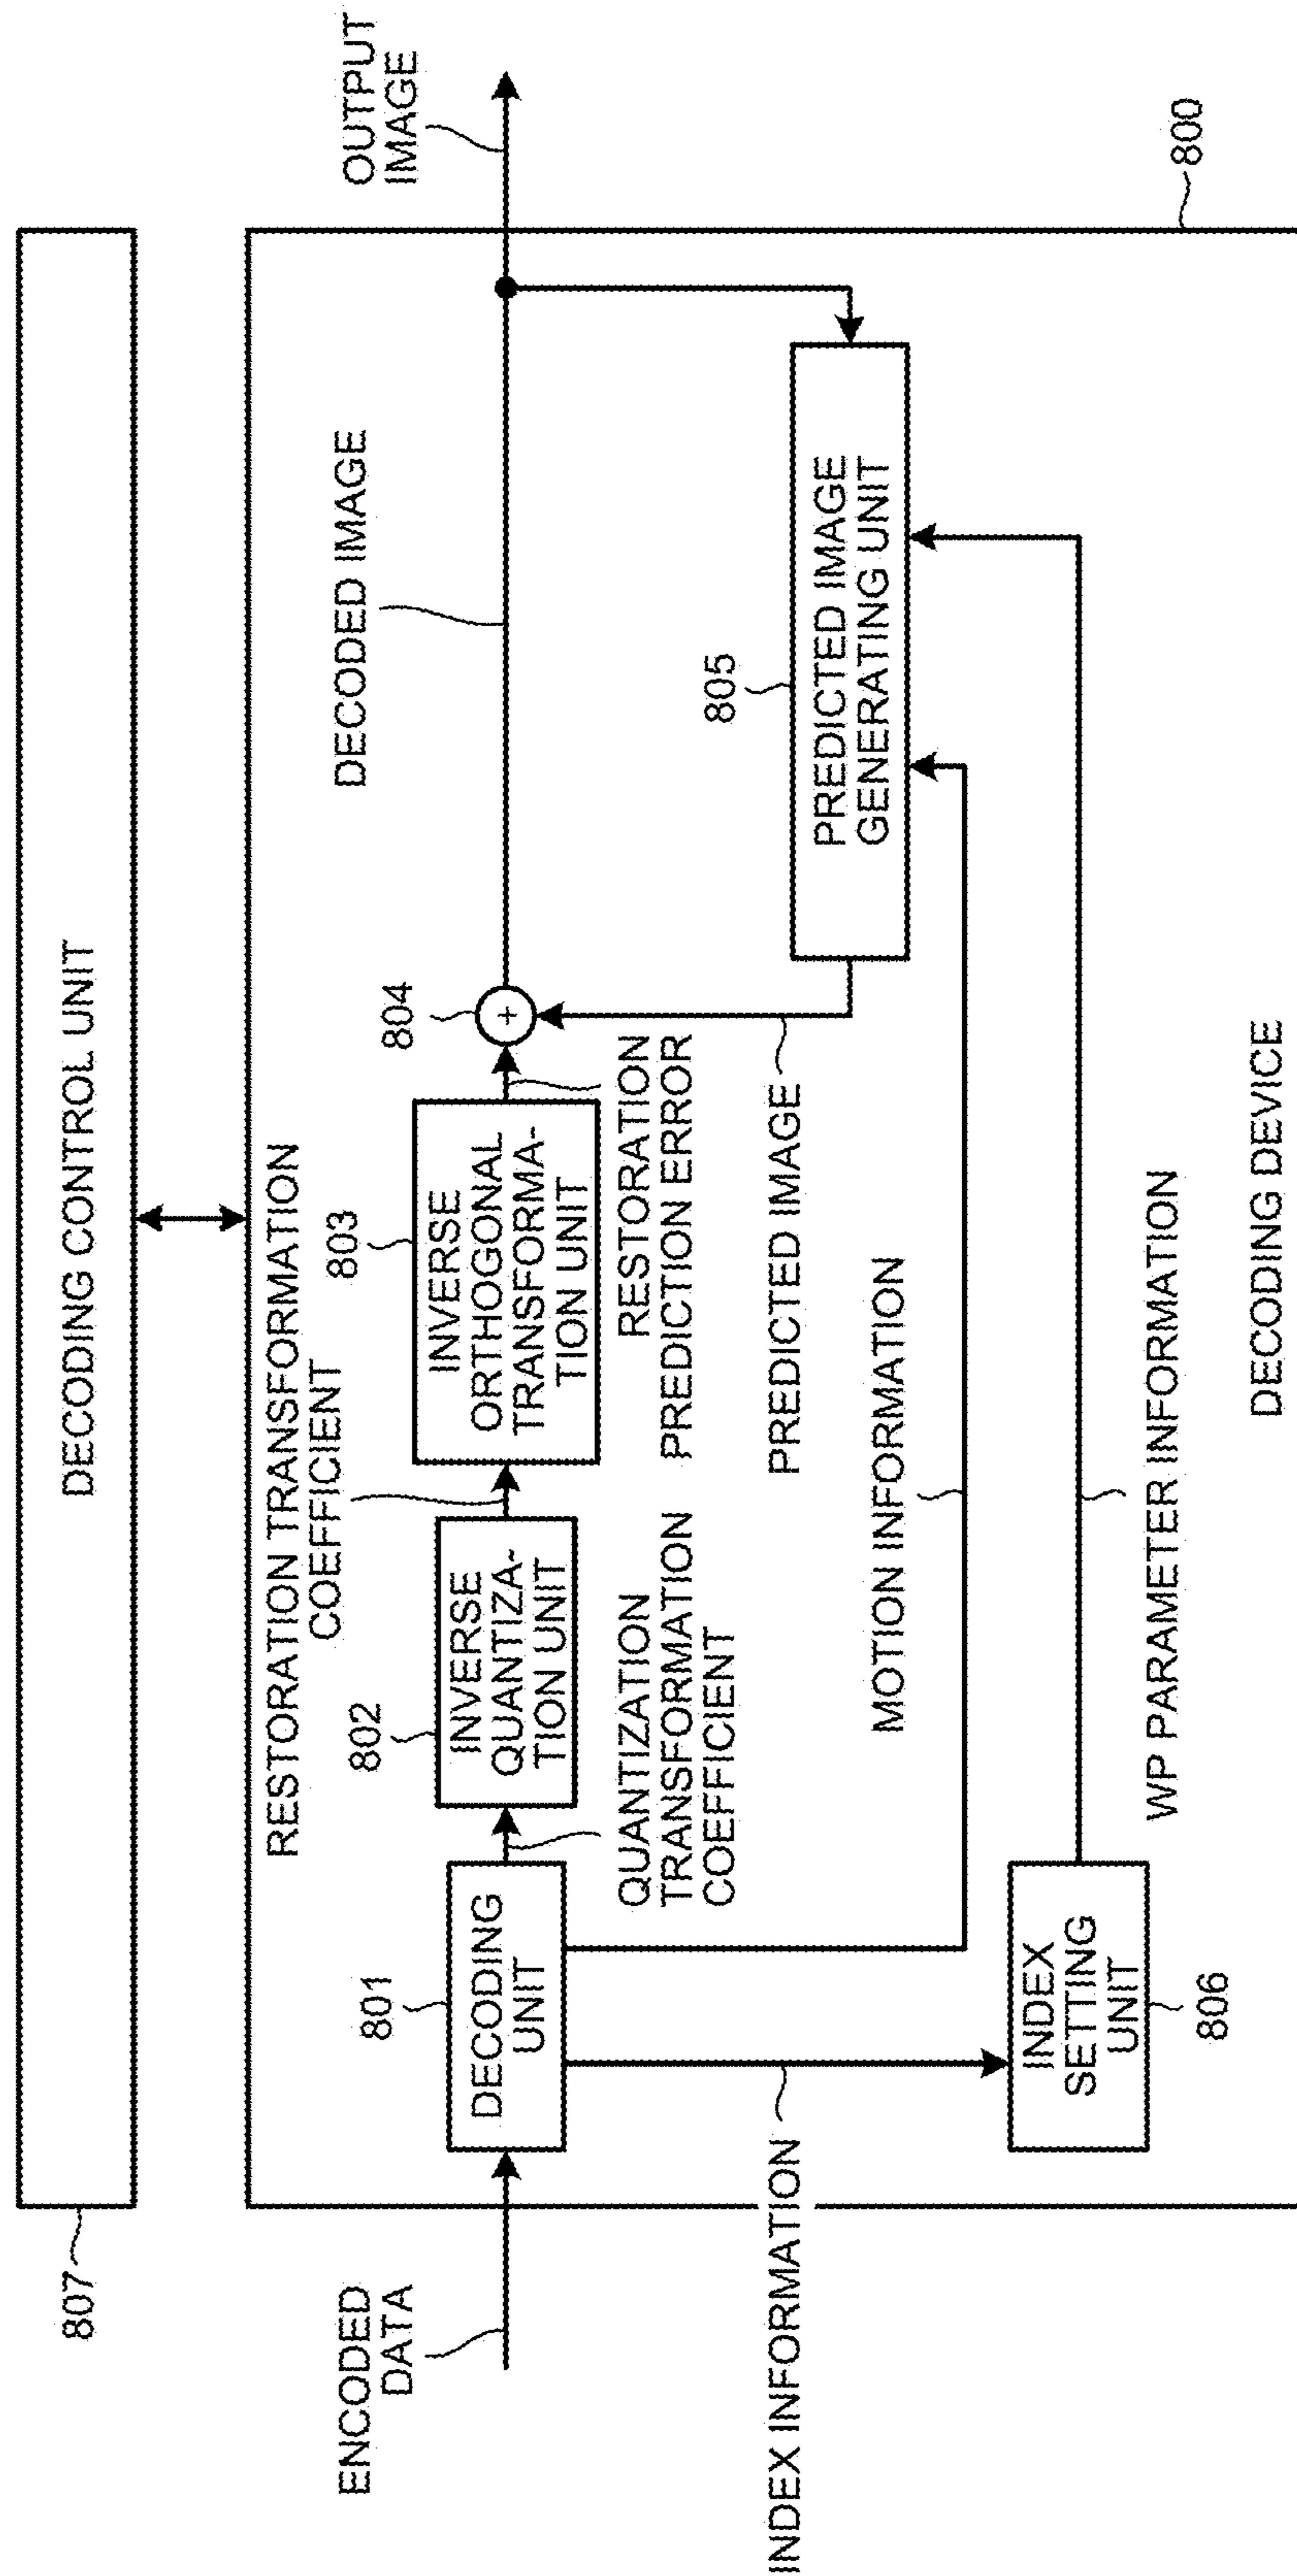 807
DECODING CONTROL UNIT
ENCODED
DATA
RESTORATION TRANSFORMATION
COEFFICIENT
DECODED IMAGE
OUTPUT
IMAGE
801
DECODING
UNIT
802
INVERSE
QUANTIZA-
TION UNIT
803
INVERSE
ORTHOGONAL
TRANSFORMA-
TION UNIT
804
+
QUANTIZATION
TRANSFORMATION
COEFFICIENT
RESTORATION
PREDICTION ERROR
805
PREDICTED IMAGE
GENERATING UNIT
INDEX INFORMATION
PREDICTED IMAGE
MOTION INFORMATION
INDEX
SETTING
UNIT
806
WP PARAMETER INFORMATION
DECODING DEVICE
800